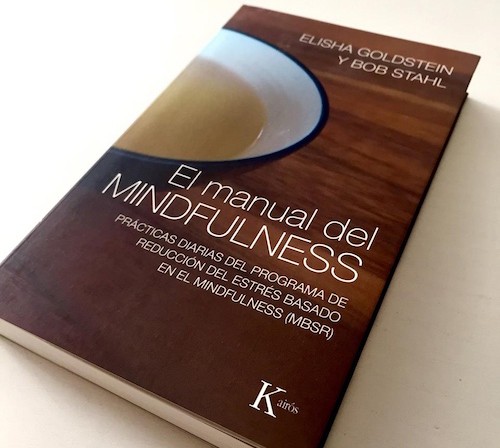 ELISHA GOLDSTEIN
Y BOB STAHL
El manual del
MINDFULNESS
PRÁCTICAS DIARIAS DEL PROGRAMA DE
REDUCCIÓN DEL ESTRÉS BASADO
EN EL MINDFULNESS (MBSR)
Kairós